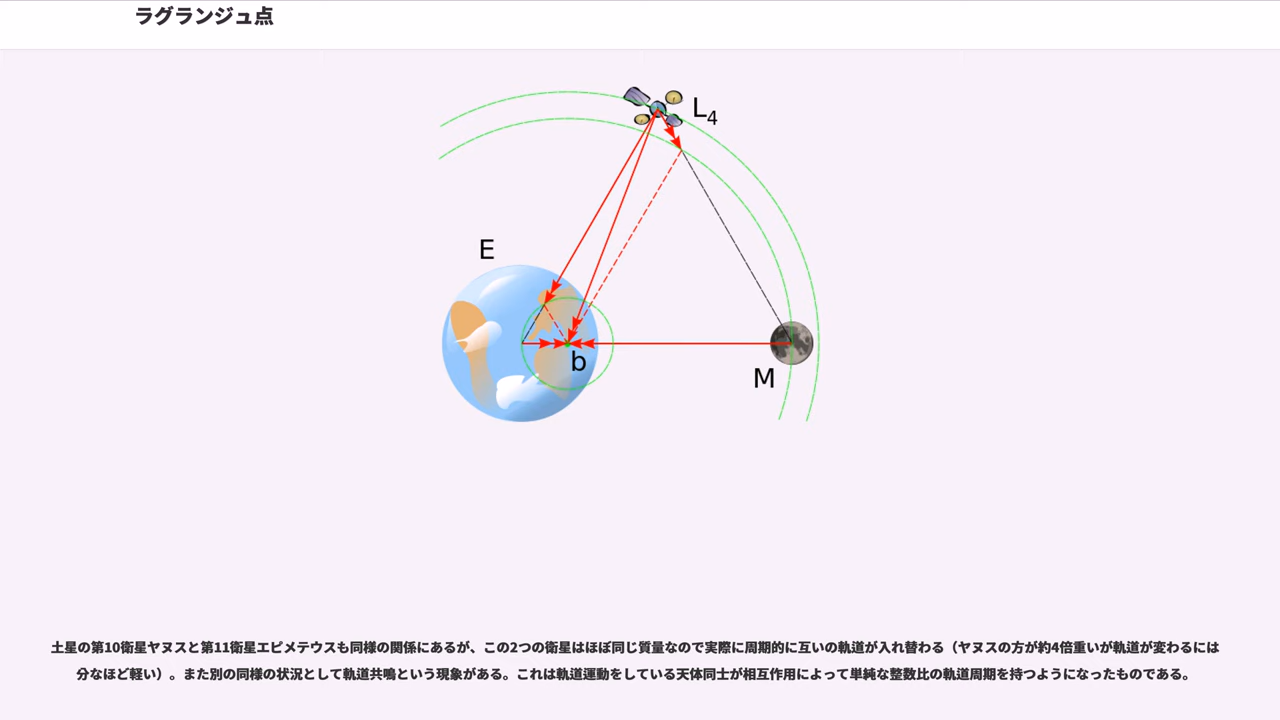 ラグランジュ点
L4
E
b
M
土星の第10衛星ヤヌスと第11衛星エピメテウスも同様の関係にあるが、この2つの衛星はほぼ同じ質量なので実際に周期的に互いの軌道が入れ替わる（ヤヌスの方が約4倍重いが軌道が変わるには
分なほど軽い）。また別の同様の状況として軌道共鳴という現象がある。これは軌道運動をしている天体同士が相互作用によって単純な整数比の軌道周期を持つようになったものである。